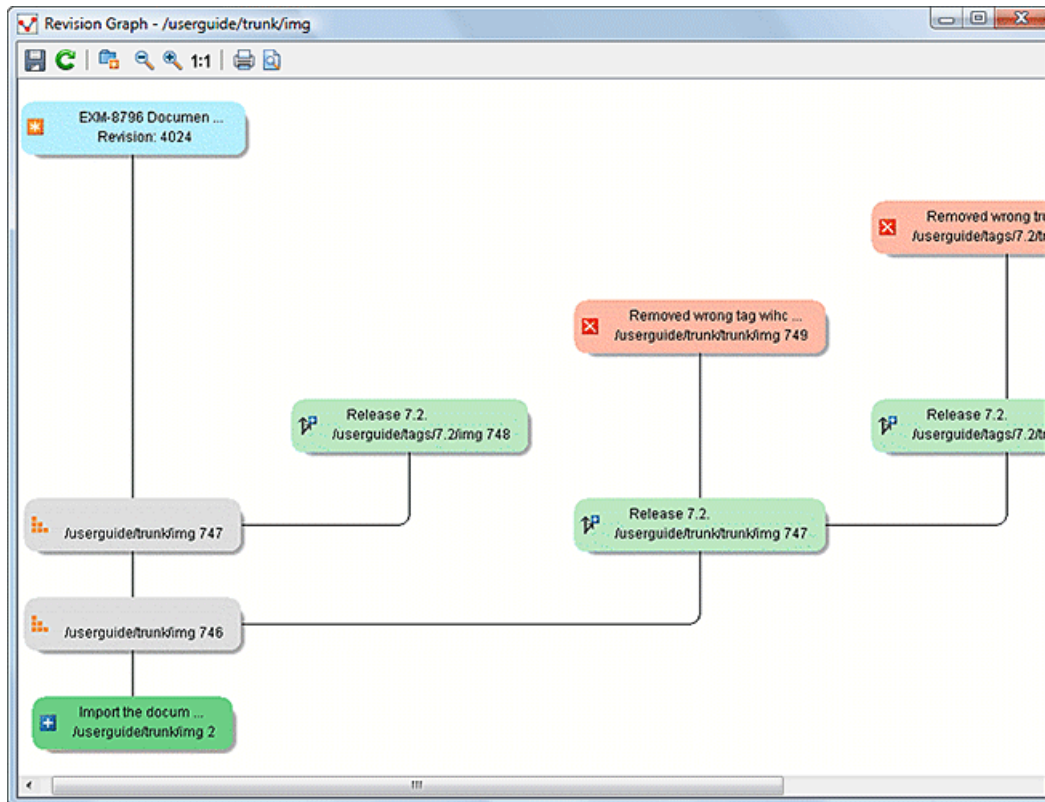 Revision Graph - /userguide/trunk/img
1:1
EXM-8796 Documen ...
Revision: 4024
Removed wrong tru
/userguide/tags/7.2/tru
Removed wrong tag wihc ...
/userguide/trunk/trunk/img 749
Release 7.2.
/userguide/tags/7.2/img 748
Release 7.2.
/userguide/tags/7.2/tru
/userguide/trunk/img 747
Release 7.2.
/userguide/trunk/trunk/img 747
/userguide/trunk/img 746
Import the docum ...
/userguide/trunk/img 2